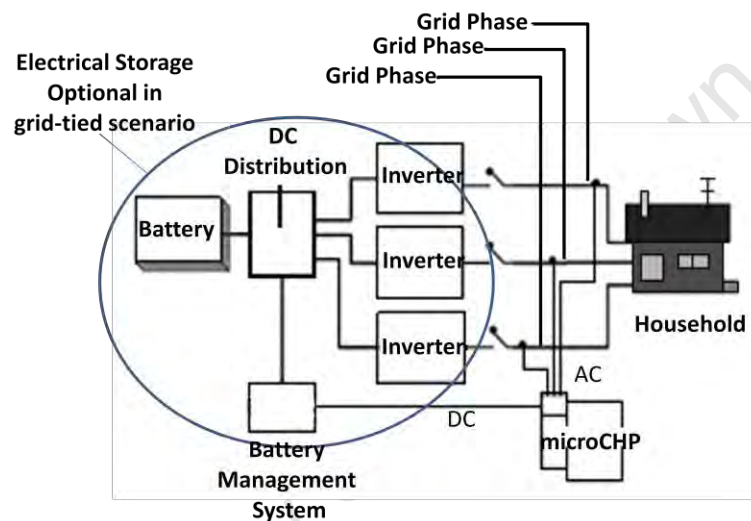 Grid Phase
Grid Phase
Grid Phase
Electrical Storage
Optional in
grid-tied scenario
DC
Distribution
Inverter
Battery
Inverter
Inverter
Household
AC
DC
microCHP
Battery
Management
System